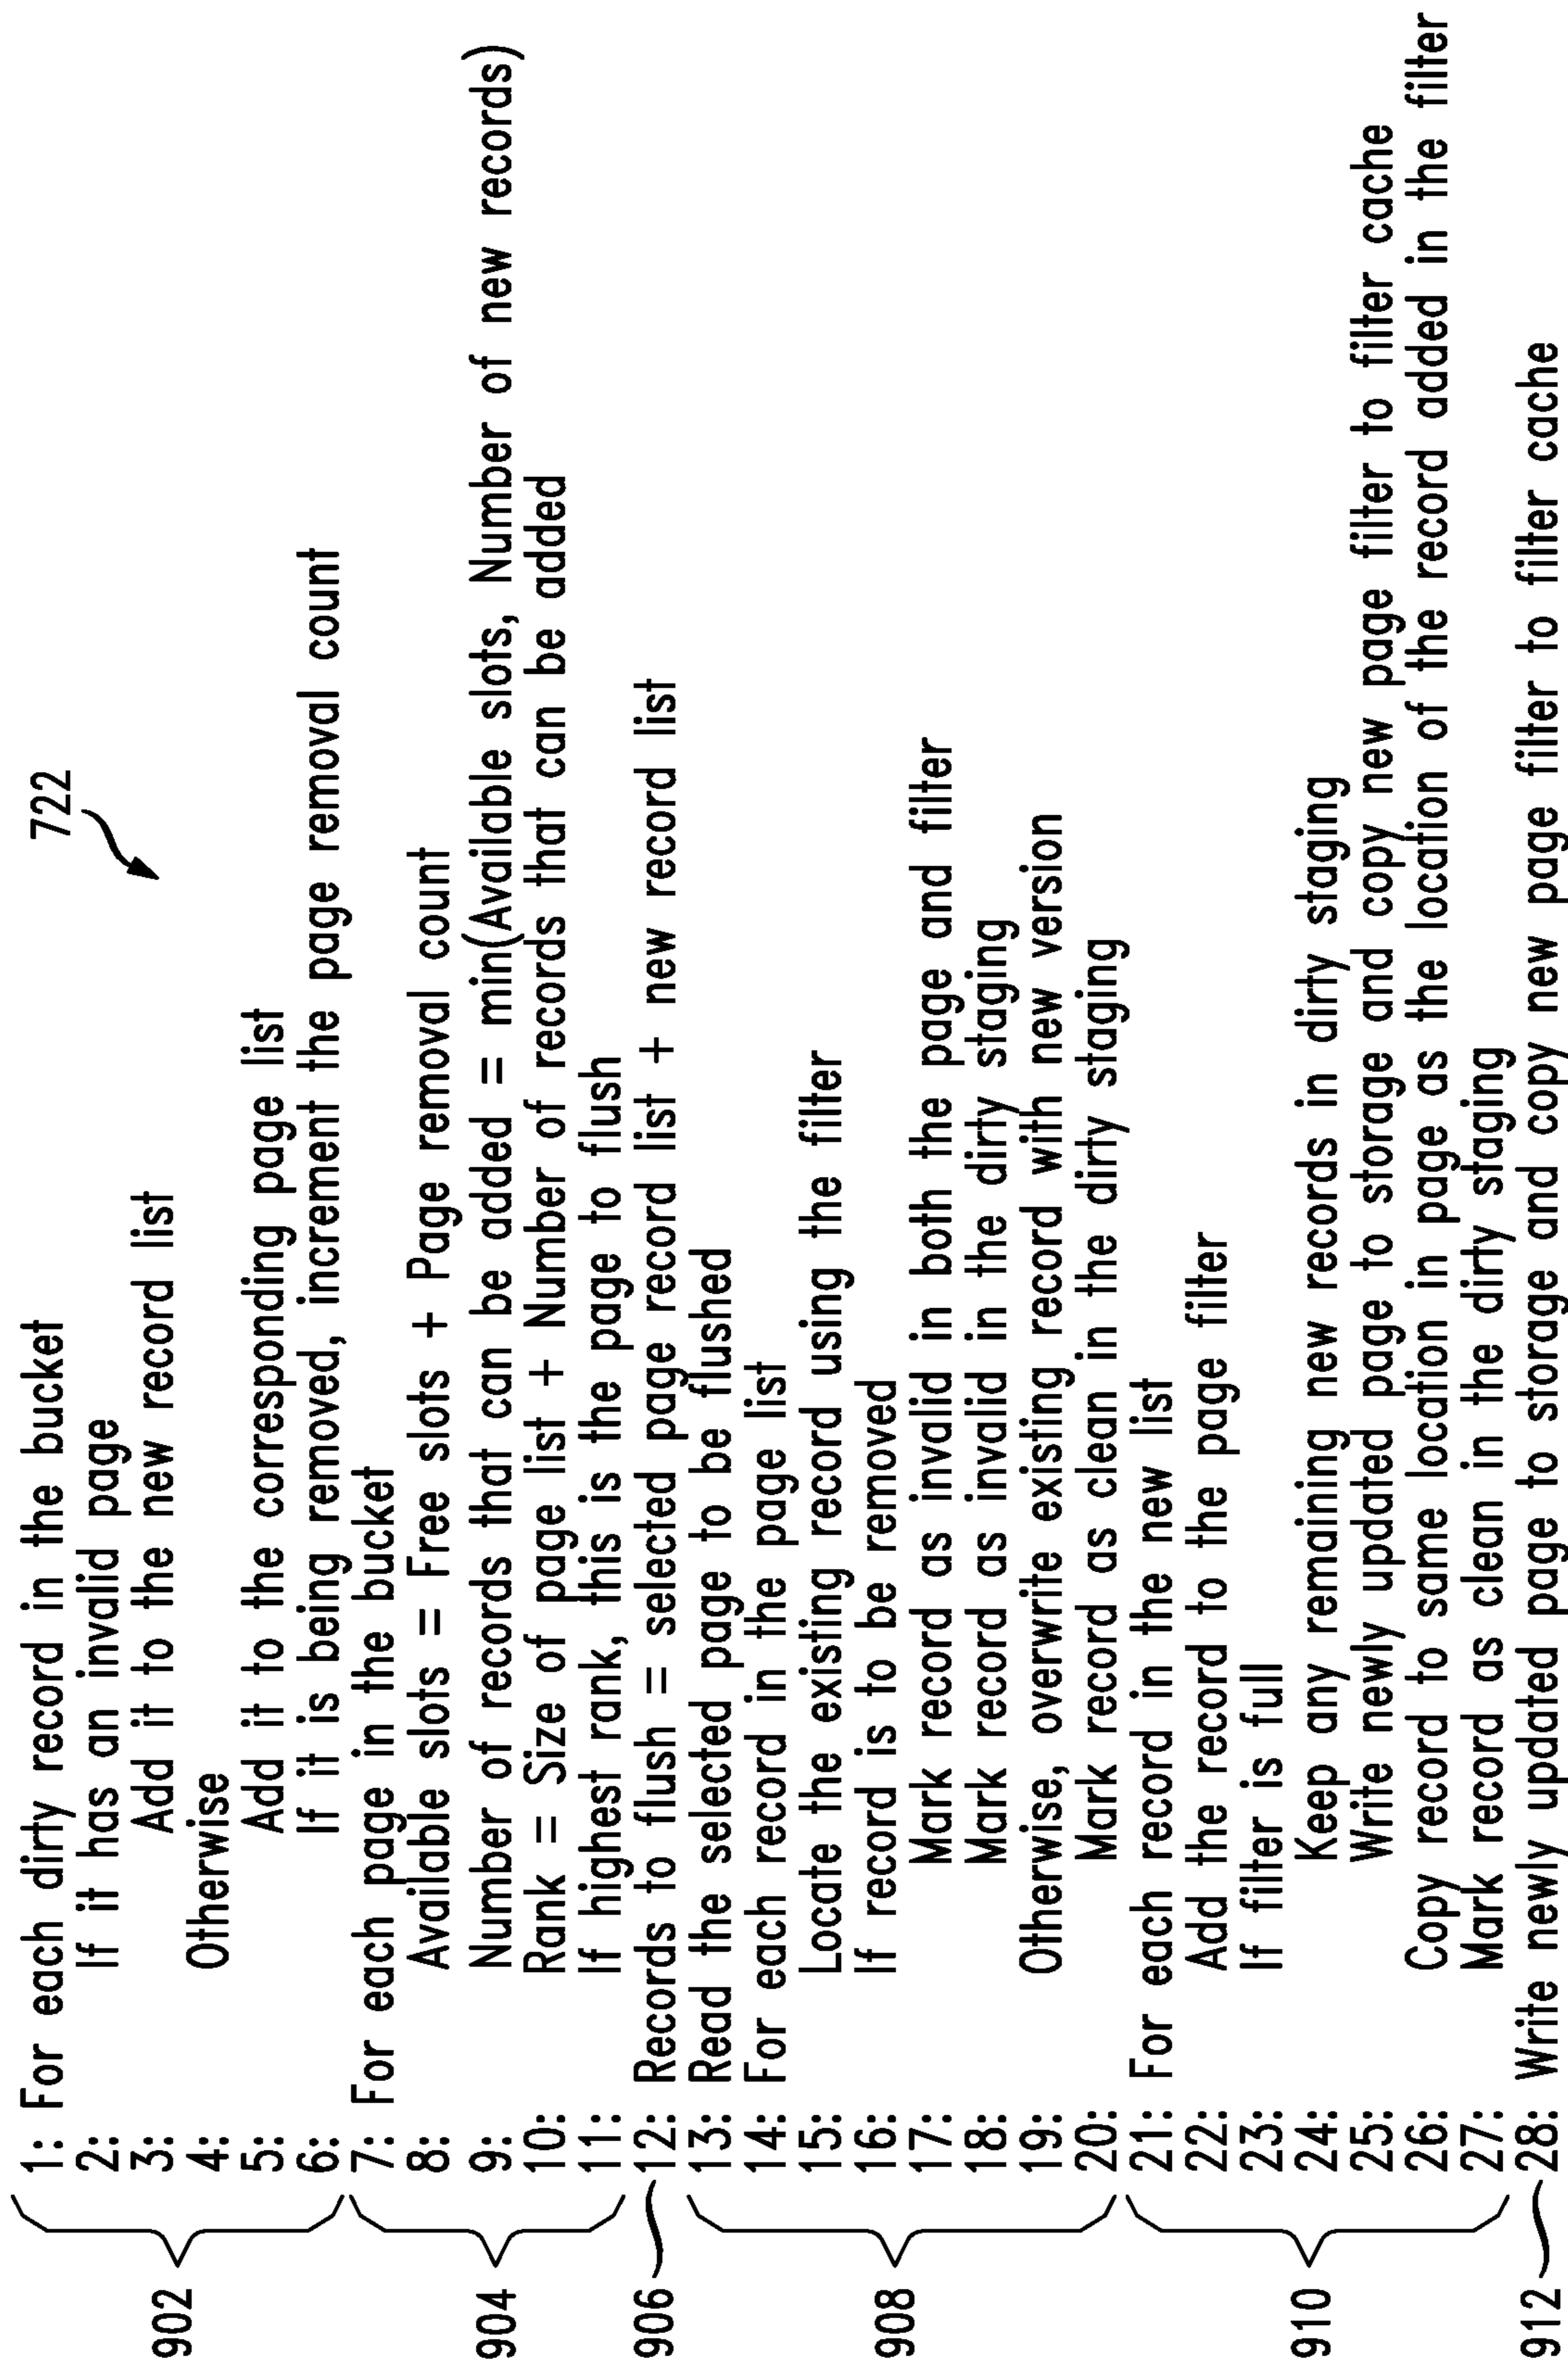 722
902
1: For each dirty record in the bucket
2: If it has an invalid page
3: Add it to the new record list
4: Otherwise
5: Add it to the corresponding page list
6: If it is being removed, increment the page removal count
904
7: For each page in the bucket
8: Available slots = Free slots + Page removal count
9: Number of records that can be added = min(Available slots, Number of new records)
10: Rank = Size of page list + Number of records that can be added
11: If highest rank, this is the page to flush
906
12: Records to flush = selected page record list + new record list
908
13: Read the selected page to be flushed
14: For each record in the page list
15: Locate the existing record using the filter
16: If record is to be removed
17: Mark record as invalid in both the page and filter
18: Mark record as invalid in the dirty staging
19: Otherwise, overwrite existing record with new version
20: Mark record as clean in the dirty staging
910
21: For each record in the new list
22: Add the record to the page filter
23: If filter is full
24: Keep any remaining new records in dirty staging
25: Write newly updated page to storage and copy new page filter to filter cache
26: Copy record to same location in page as the location of the record added in the filter
27: Mark record as clean in the dirty staging
912
28: Write newly updated page to storage and copy new page filter to filter cache